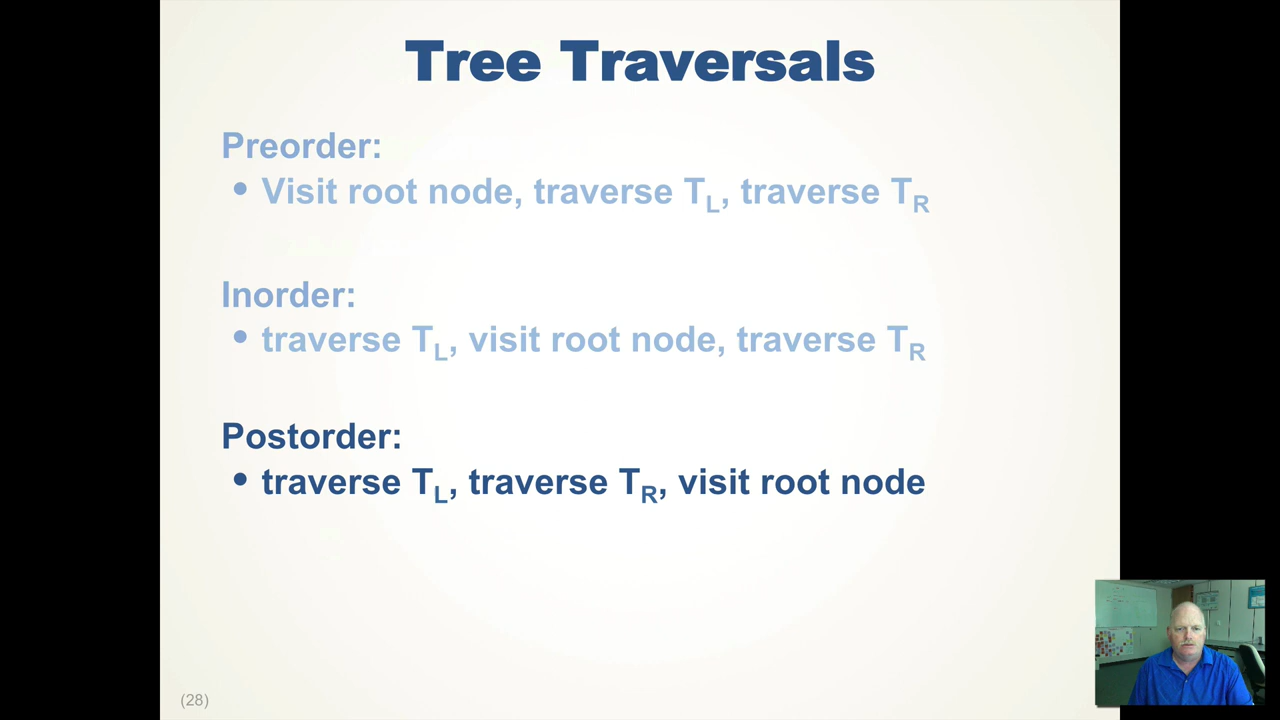 Tree Traversals
Preorder:
• Visit root node, traverse TL, traverse TR
Inorder:
• traverse TL, visit root node, traverse TR
Postorder:
• traverse TL, traverse TR, visit root node
(28)